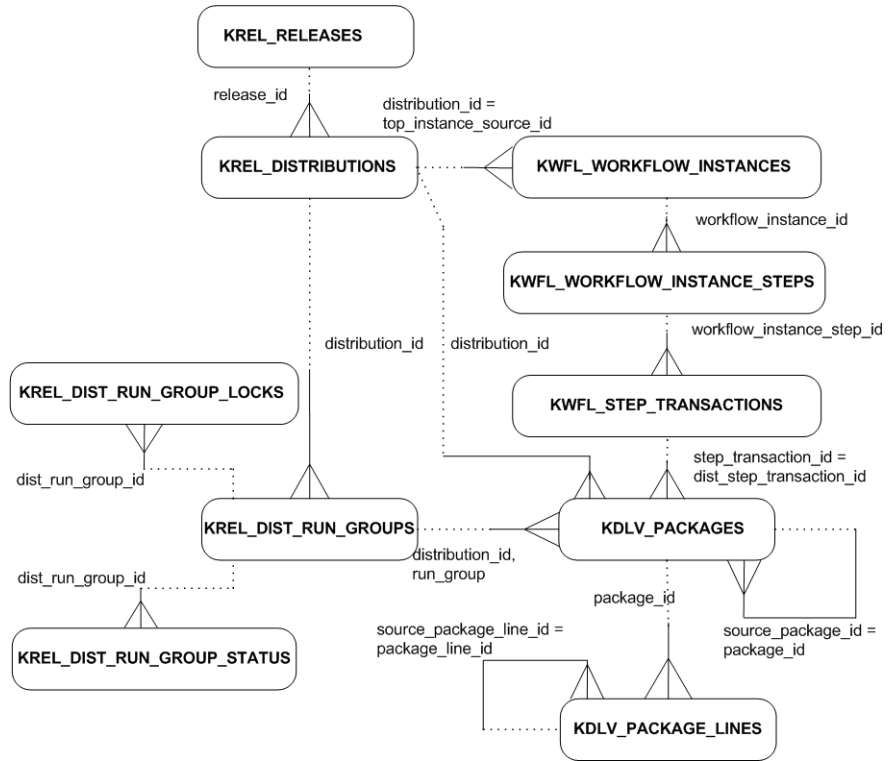 KREL_RELEASES
release_id
distribution_id =
top_instance_source_id
KREL_DISTRIBUTIONS
KWFL_WORKFLOW_INSTANCES
workflow_instance_id
KWFL_WORKFLOW_INSTANCE_STEPS
workflow_instance_step_id
distribution_id
distribution_id
KREL_DIST_RUN_GROUP_LOCKS
KWFL_STEP_TRANSACTIONS
dist_run_group_id
step_transaction_id =
dist_step_transaction_id
KREL_DIST_RUN_GROUPS
KDLV_PACKAGES
distribution_id,
run_group
dist_run_group_id
package_id
KREL_DIST_RUN_GROUP_STATUS
source_package_line_id =
package_line_id
source_package_id =
package_id
KDLV_PACKAGE_LINES